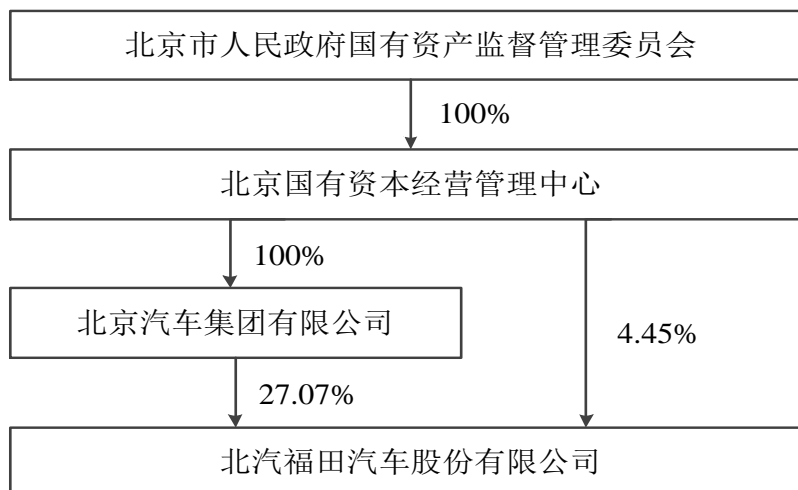 北京市人民政府国有资产监督管理委员会
100%
北京国有资本经营管理中心
100%
北京汽车集团有限公司
4.45%
27.07%
北汽福田汽车股份有限公司